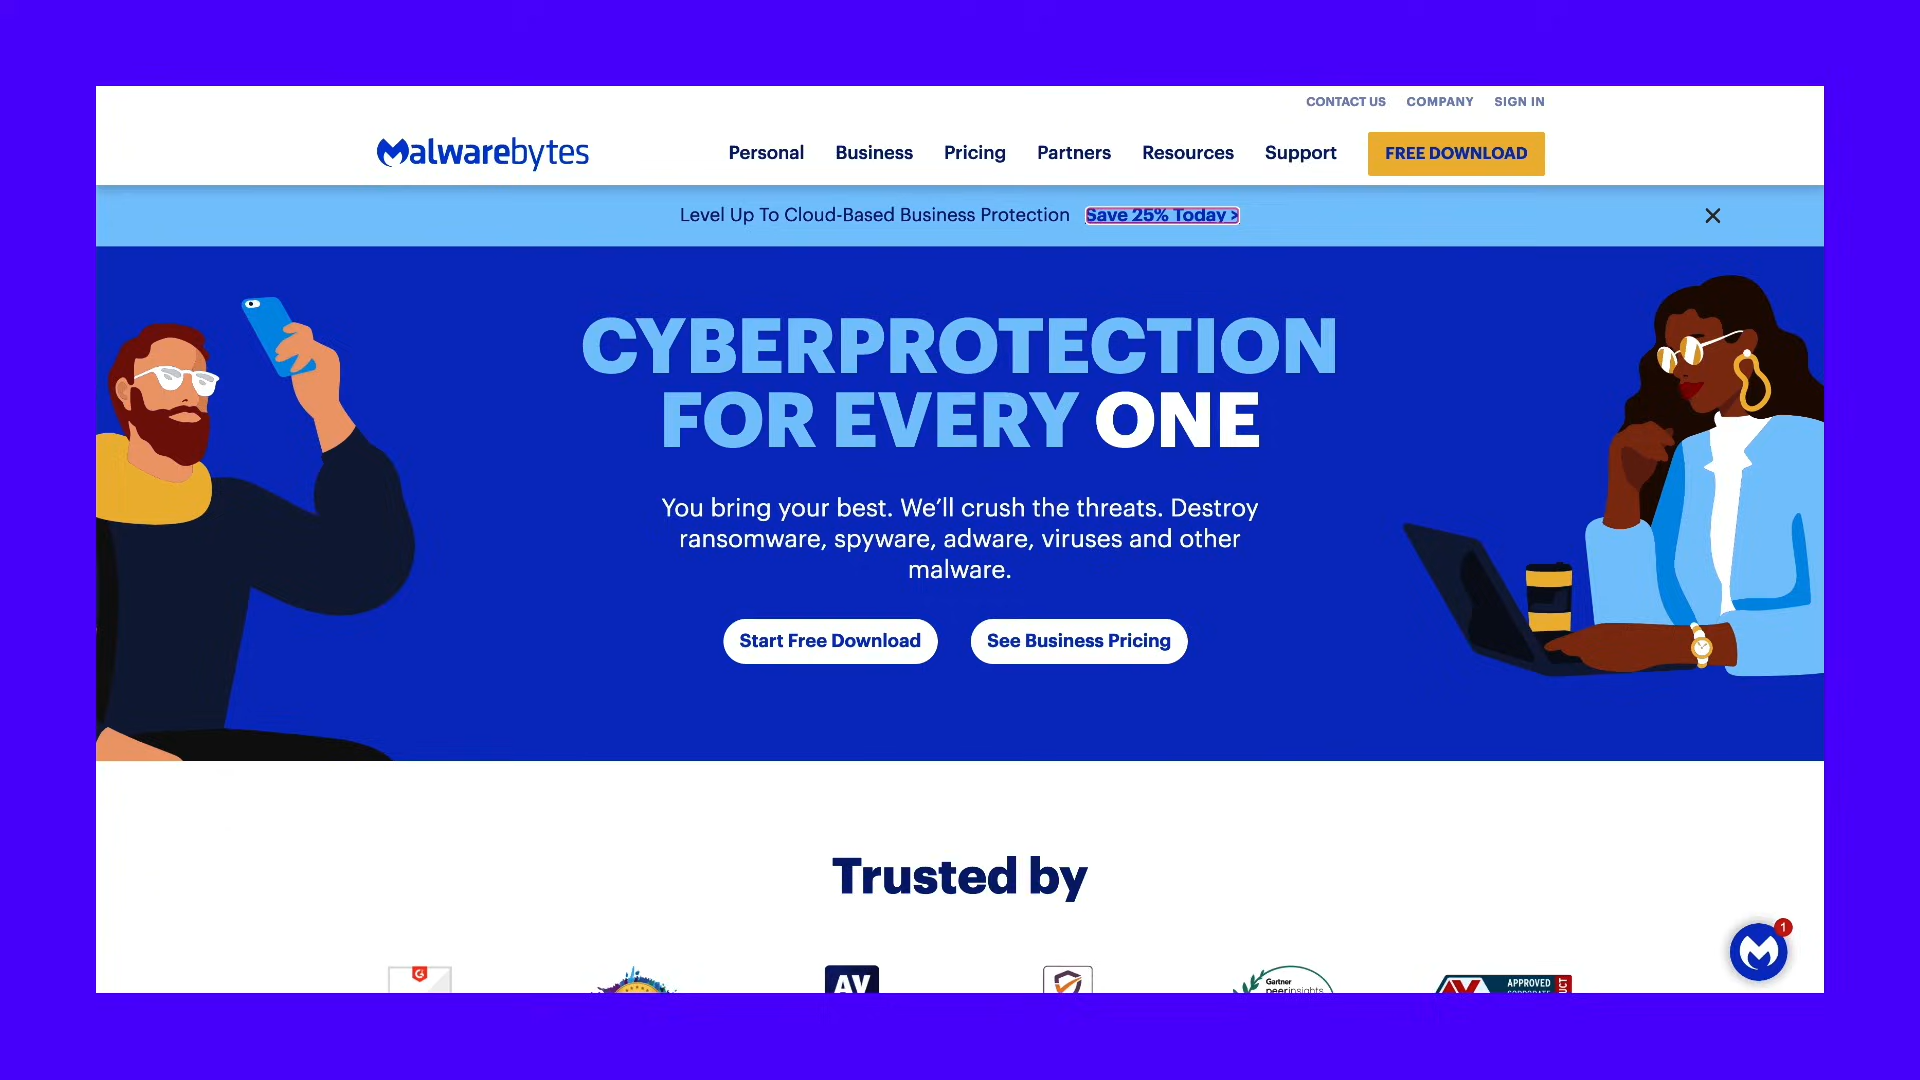 CONTACT US COMPANY SIGN IN
Malwarebytes
Personal Business Pricing Partners Resources Support FREE DOWNLOAD
Level Up To Cloud-Based Business Protection Save 25% Today >
CYBERPROTECTION
FOR EVERY ONE
You bring your best. We’ll crush the threats. Destroy
ransomware, spyware, adware, viruses and other
malware.
Start Free Download See Business Pricing
Trusted by
1
AV
Gartner
peerinsights
APPROVED